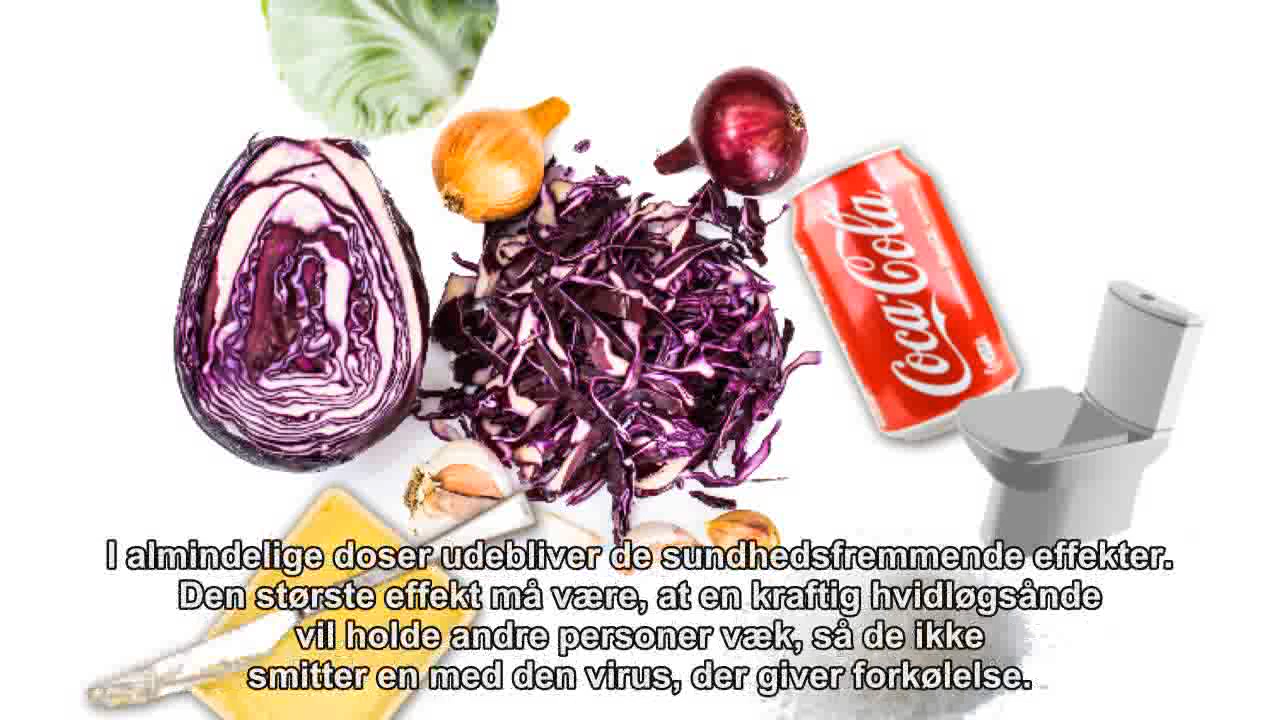 Coca-Cola
I almindelige doser udebliver de sundhedsfremmende effekter.
Den største effekt må være, at en kraftig hvidløgsånde
vil holde andre personer væk, så de ikke
smitter en med den virus, der giver forkølelse.